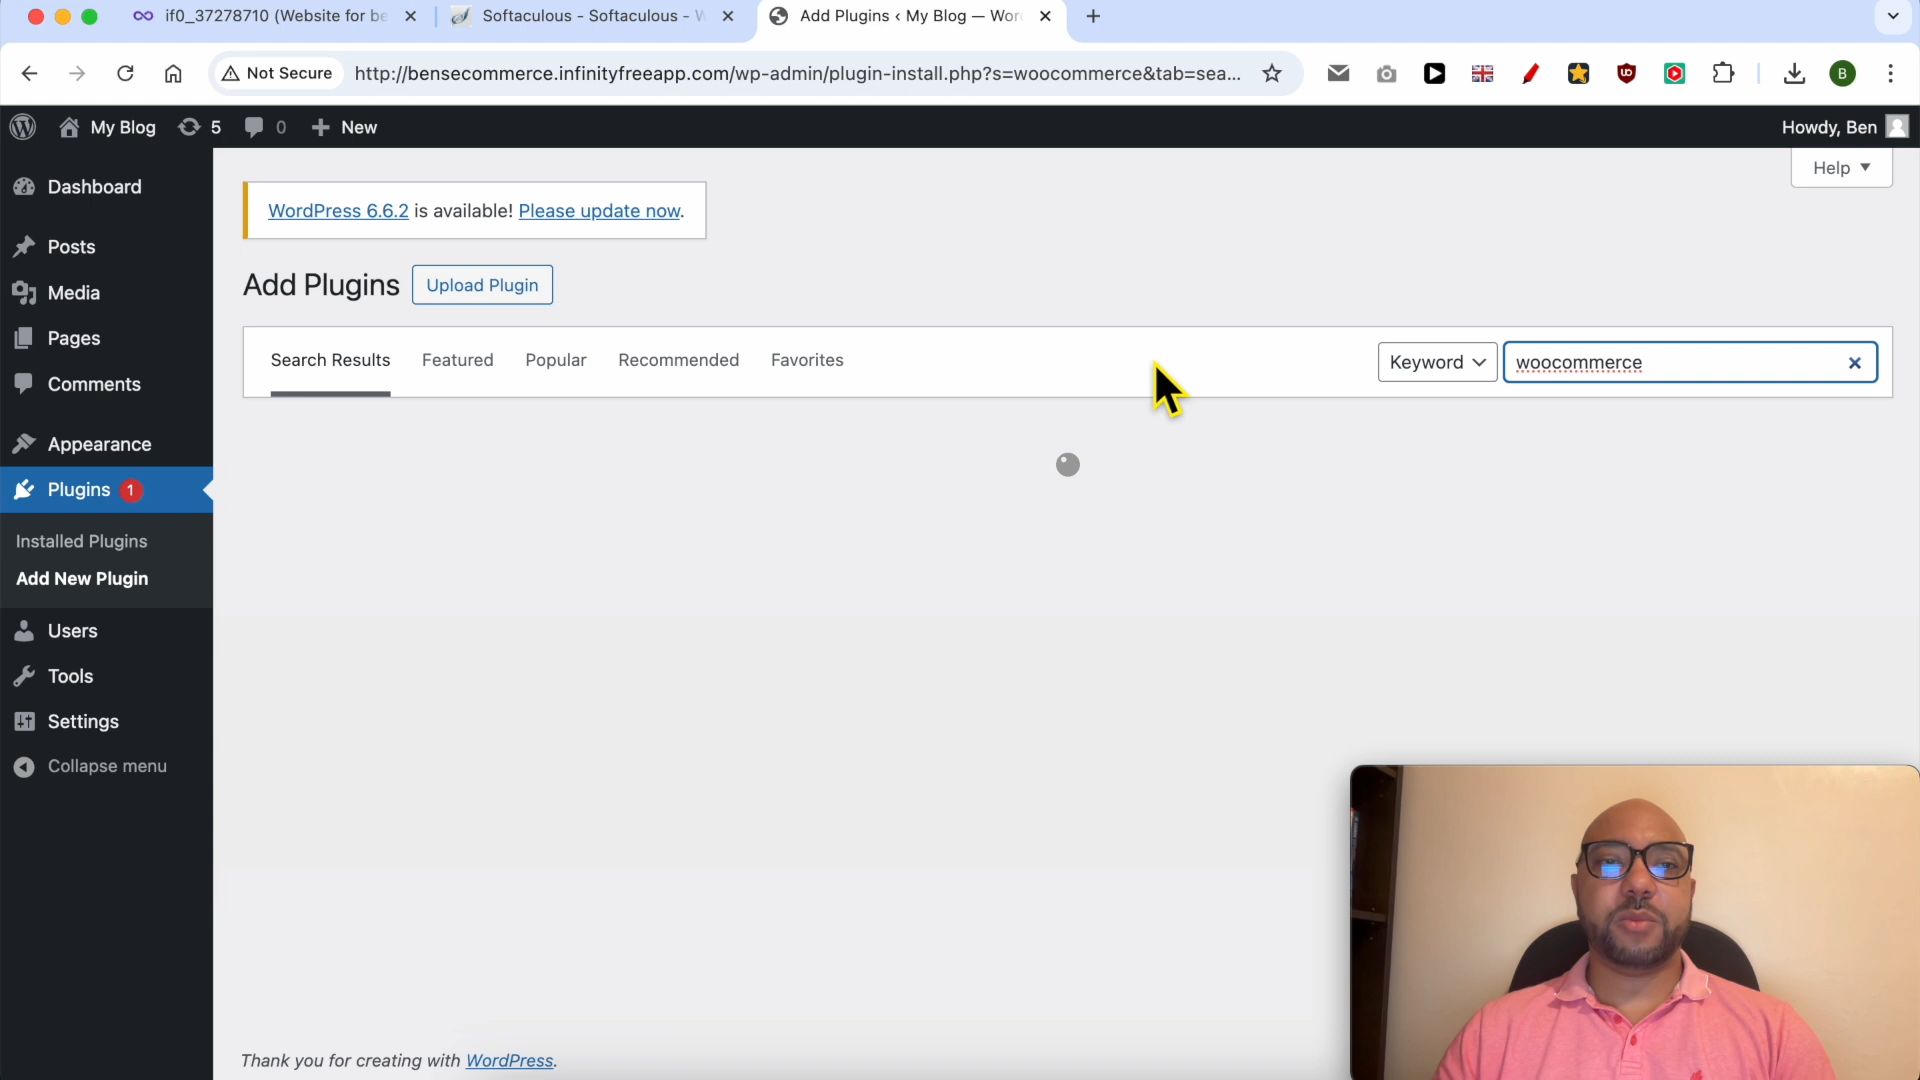 if0_37278710 (Website for be
Softaculous - Softaculous - W
Add Plugins ‹ My Blog — Wor
Not Secure
http://bensecommerce.infinityfreeapp.com/wp-admin/plugin-install.php?s=woocommerce&tab=sea...
B
My Blog
5
0
New
Howdy, Ben
Help
Dashboard
Posts
Media
Pages
Comments
Appearance
Plugins 1
Installed Plugins
Add New Plugin
Users
Tools
Settings
Collapse menu
WordPress 6.6.2 is available! Please update now.
Add Plugins
Upload Plugin
Search Results
Featured
Popular
Recommended
Favorites
Keyword
woocommerce
Thank you for creating with WordPress.